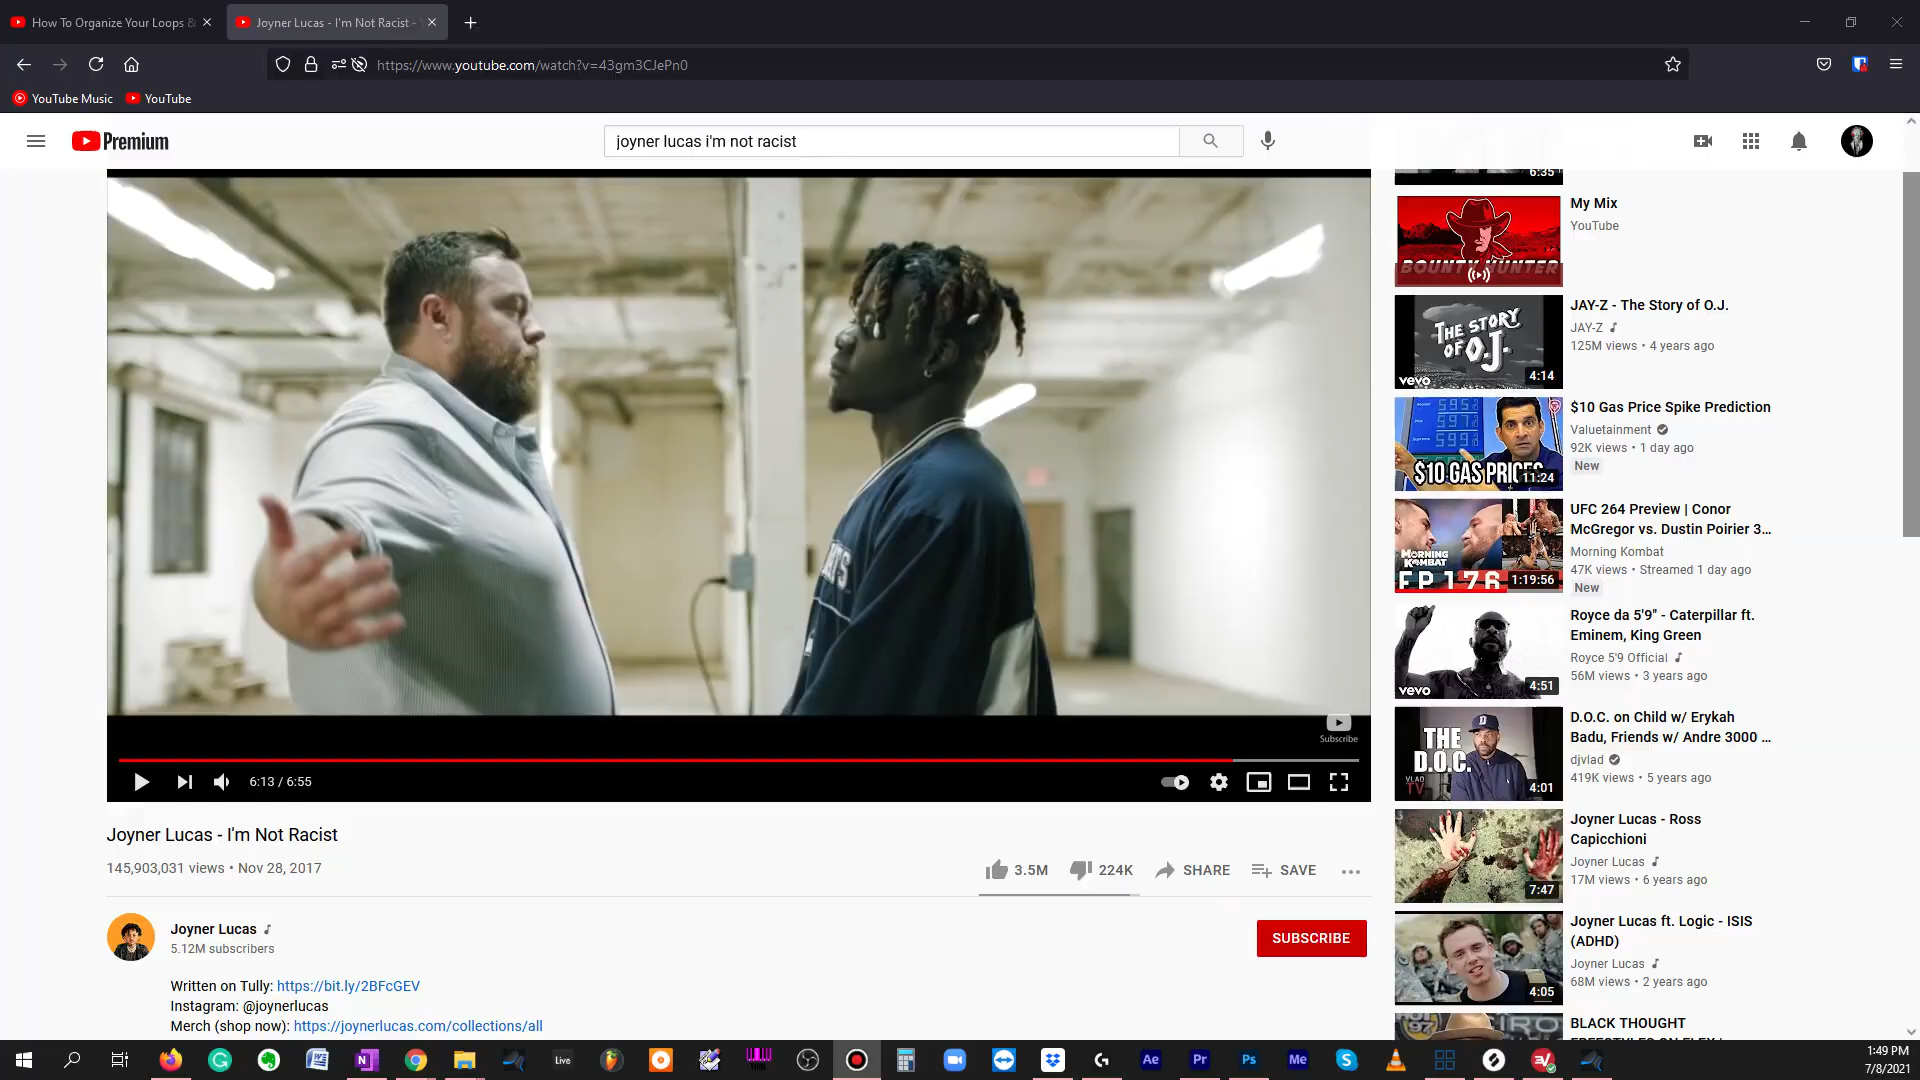 How To Organize Your Loops &
Joyner Lucas - I'm Not Racist -
https://www.youtube.com/watch?v=43gm3CJePn0
YouTube Music
YouTube
Premium
joyner lucas i'm not racist
6:35
BOUNTY HUNTER
My Mix
YouTube
THE STORY
OF O.J.
vevo
4:14
JAY-Z - The Story of O.J.
JAY-Z
125M views • 4 years ago
$10 GAS PRICES
11:24
$10 Gas Price Spike Prediction
Valuetainment
92K views • 1 day ago
New
MORNING
KOMBAT
EP 176
1:19:56
UFC 264 Preview | Conor
McGregor vs. Dustin Poirier 3...
Morning Kombat
47K views • Streamed 1 day ago
New
vevo
4:51
Royce da 5'9" - Caterpillar ft.
Eminem, King Green
Royce 5'9 Official
56M views • 3 years ago
THE
D.O.C.
VLAD
TV
4:01
D.O.C. on Child w/ Erykah
Badu, Friends w/ Andre 3000 ...
djvlad
419K views • 5 years ago
7:47
Joyner Lucas - Ross
Capicchioni
Joyner Lucas
17M views • 6 years ago
4:05
Joyner Lucas ft. Logic - ISIS
(ADHD)
Joyner Lucas
68M views • 2 years ago
BLACK THOUGHT
FREESTYLES ON FLEX |
Subscribe
6:13 / 6:55
Joyner Lucas - I'm Not Racist
145,903,031 views • Nov 28, 2017
3.5M
224K
SHARE
SAVE
Joyner Lucas
5.12M subscribers
SUBSCRIBE
Written on Tully: https://bit.ly/2BFcGEV
Instagram: @joynerlucas
Merch (shop now): https://joynerlucas.com/collections/all
Live
Ae
Pr
Ps
Me
1:49 PM
7/8/2021